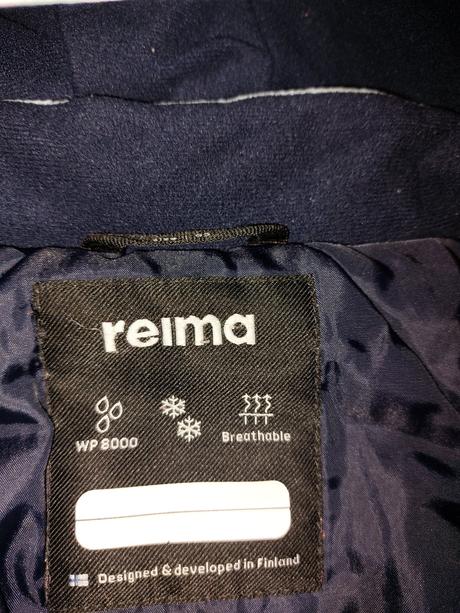 reima
WP 8000
Breathable
Designed & developed in Finland